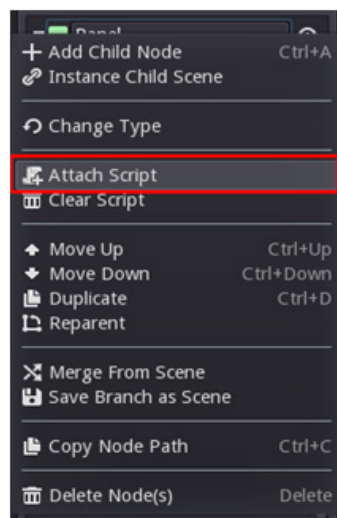 Panel
Add Child Node Ctrl+A
Instance Child Scene
Change Type
Attach Script
Clear Script
Move Up Ctrl+Up
Move Down Ctrl+Down
Duplicate Ctrl+D
Reparent
Merge From Scene
Save Branch as Scene
Copy Node Path Ctrl+C
Delete Node(s) Delete